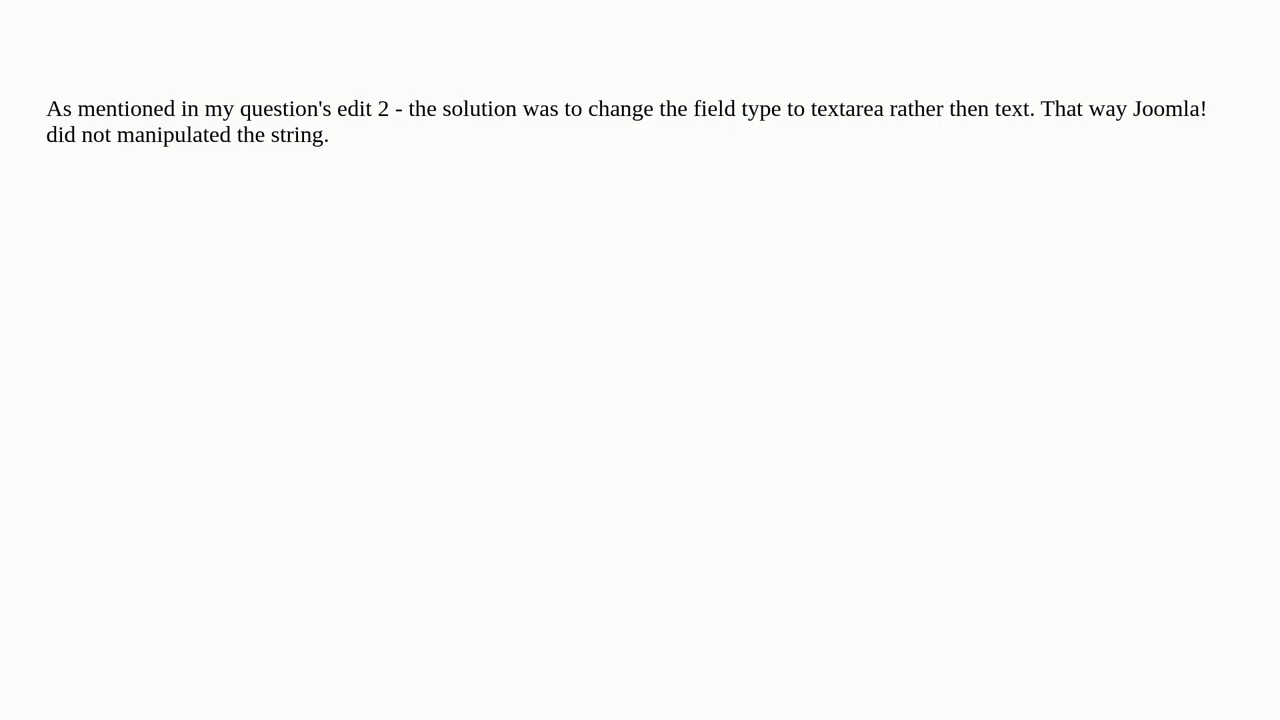 As mentioned in my question's edit 2 - the solution was to change the field type to textarea rather then text. That way Joomla!
did not manipulated the string.